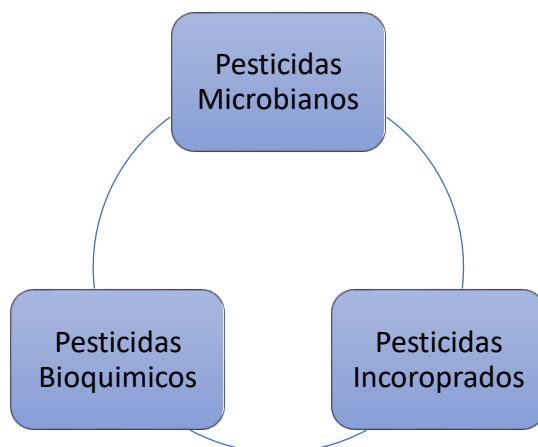 Pesticidas
Microbianos
Pesticidas
Bioquimicos
Pesticidas
Incoroprados